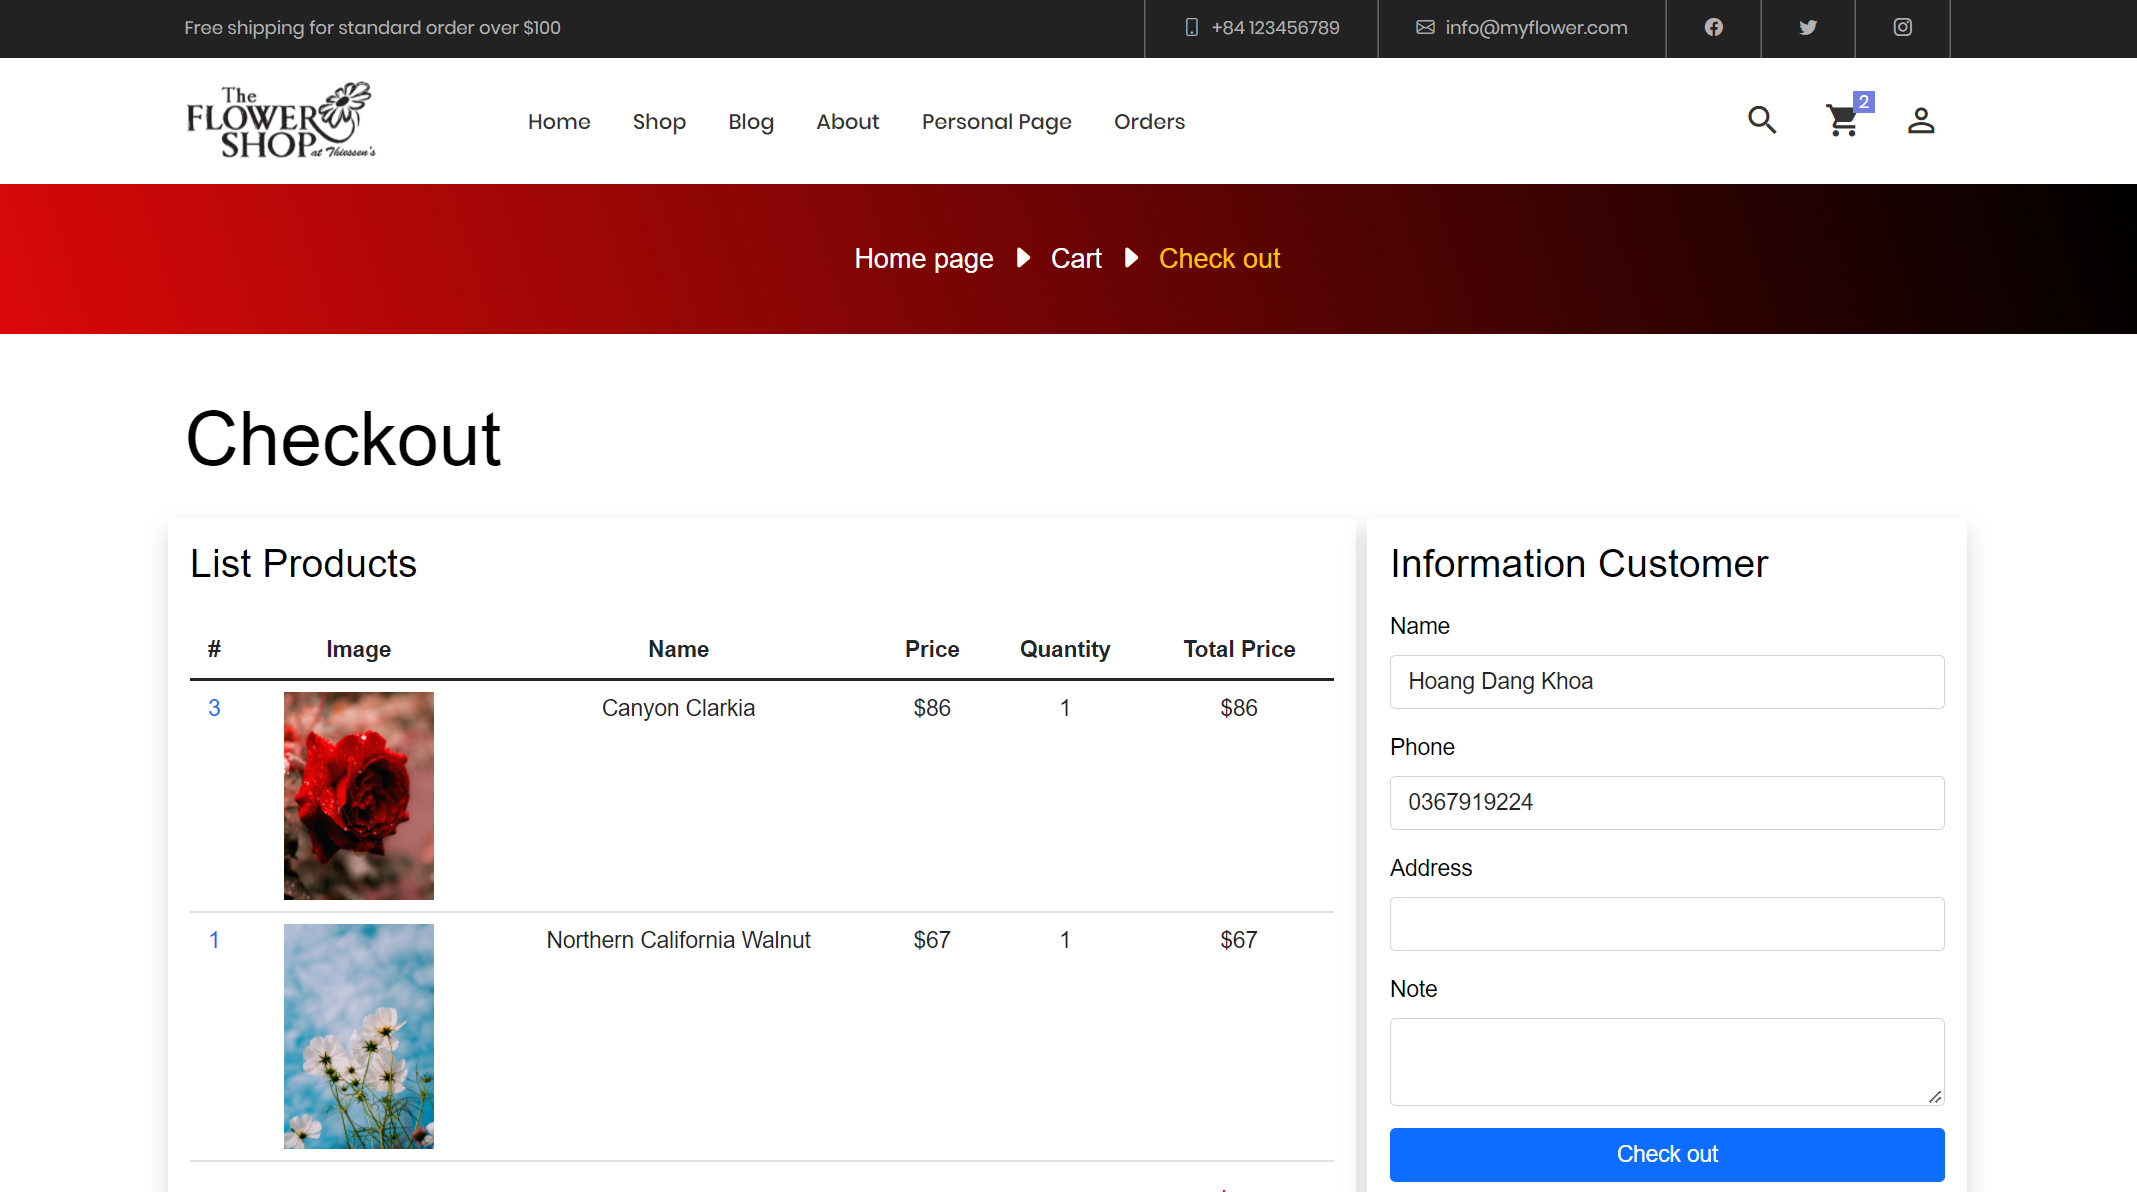 Free shipping for standard order over $100
+84 123456789
info@myflower.com
The
FLOWER
SHOP at Thiessen's
Home Shop Blog About Personal Page Orders
2
Home page Cart Check out
Checkout
List Products
# Image Name Price Quantity Total Price
3 Canyon Clarkia $86 1 $86
1 Northern California Walnut $67 1 $67
Information Customer
Name
Hoang Dang Khoa
Phone
0367919224
Address
Note
Check out